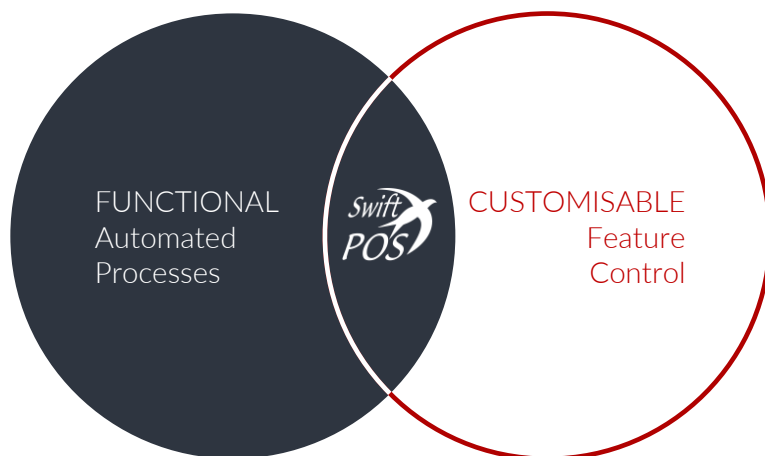 FUNCTIONAL
Automated
Processes
Swift
POS
CUSTOMISABLE
Feature
Control